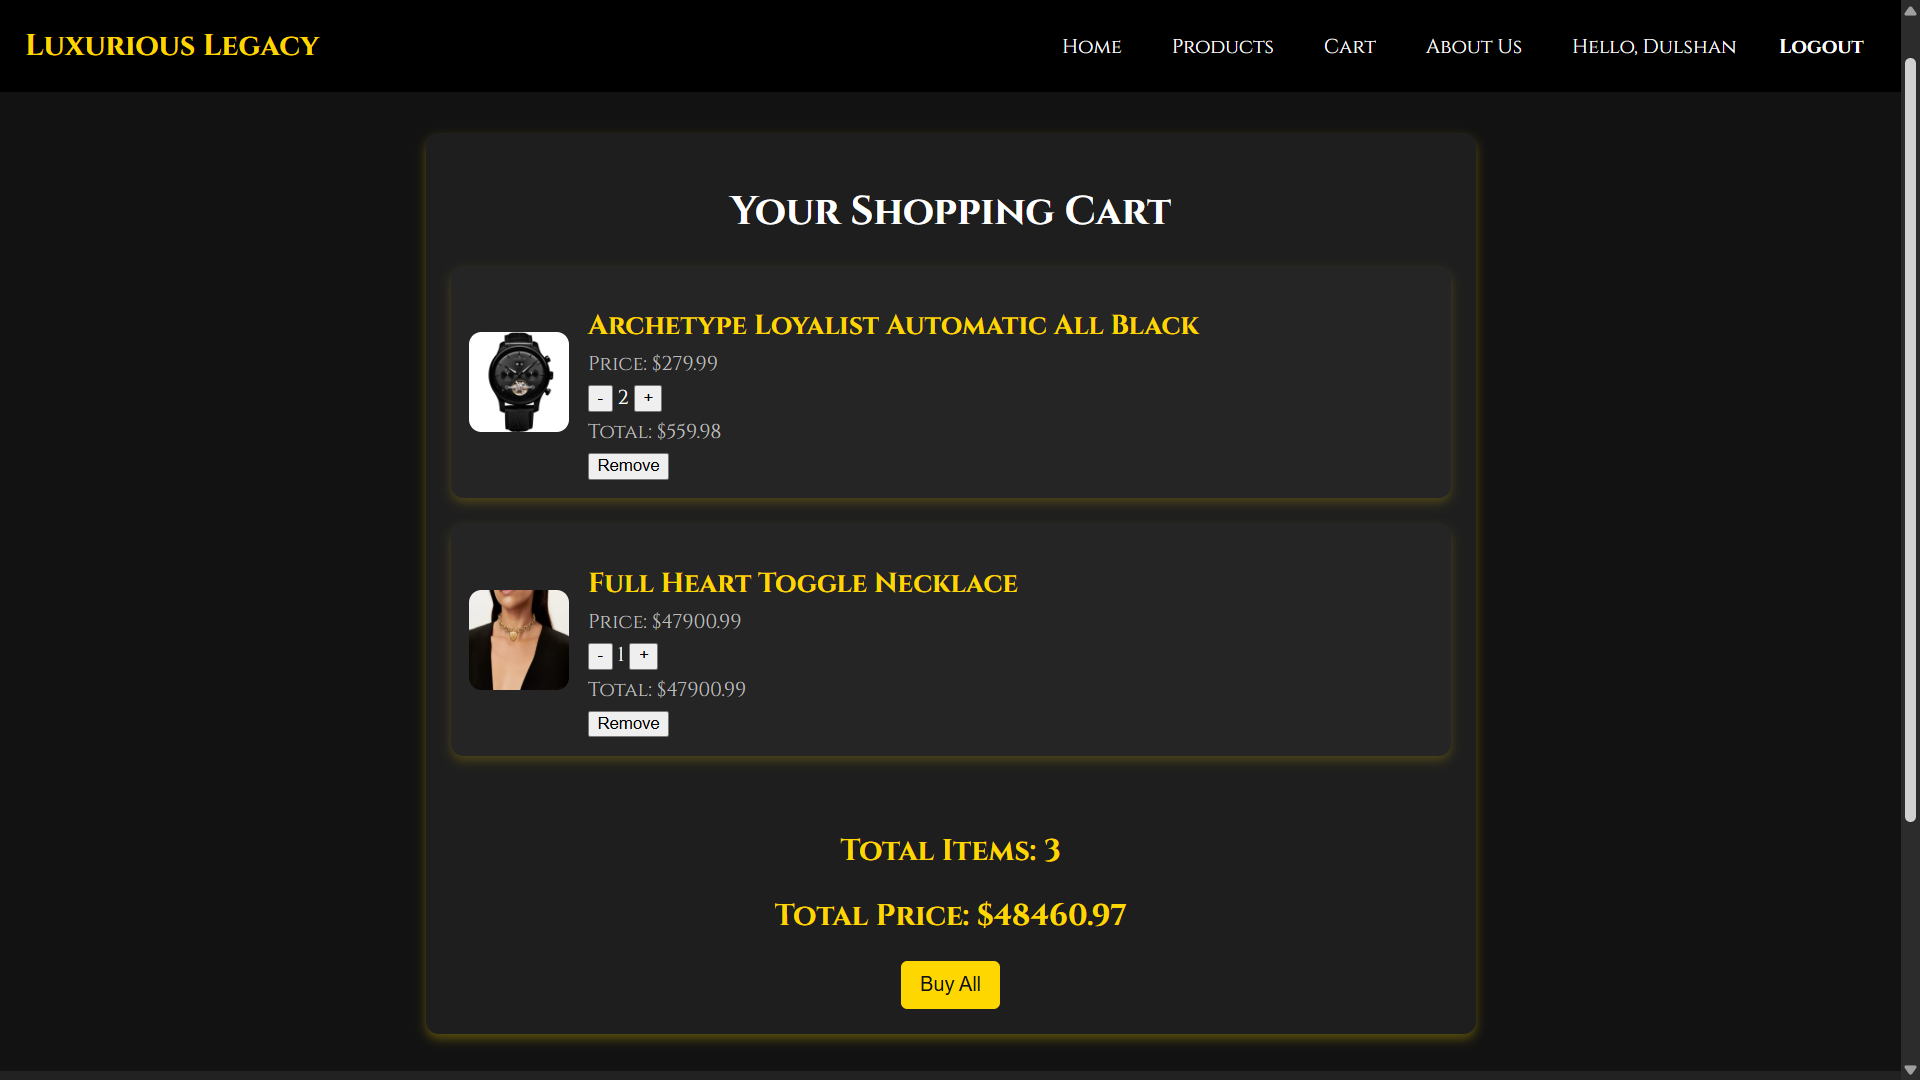 Luxurious Legacy
Home Products Cart About Us Hello, Dulshan Logout
Your Shopping Cart
Archetype Loyalist Automatic All Black
Price: $279.99
- 2 +
Total: $559.98
Remove
Full Heart Toggle Necklace
Price: $47900.99
- 1 +
Total: $47900.99
Remove
Total Items: 3
Total Price: $48460.97
Buy All